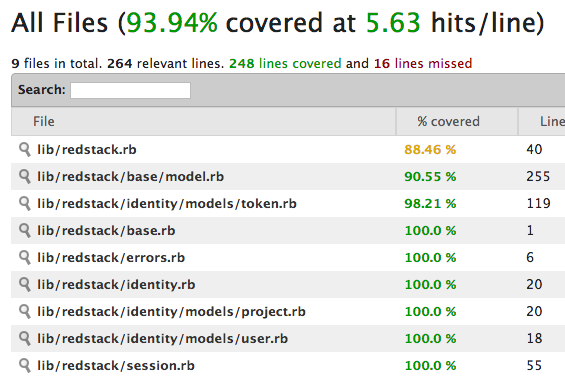 All Files (93.94% covered at 5.63 hits/line)
9 files in total. 264 relevant lines. 248 lines covered and 16 lines missed
Search:
File % covered Line
lib/redstack.rb 88.46 % 40
lib/redstack/base/model.rb 90.55 % 255
lib/redstack/identity/models/token.rb 98.21 % 119
lib/redstack/base.rb 100.0 % 1
lib/redstack/errors.rb 100.0 % 6
lib/redstack/identity.rb 100.0 % 20
lib/redstack/identity/models/project.rb 100.0 % 20
lib/redstack/identity/models/user.rb 100.0 % 18
lib/redstack/session.rb 100.0 % 55